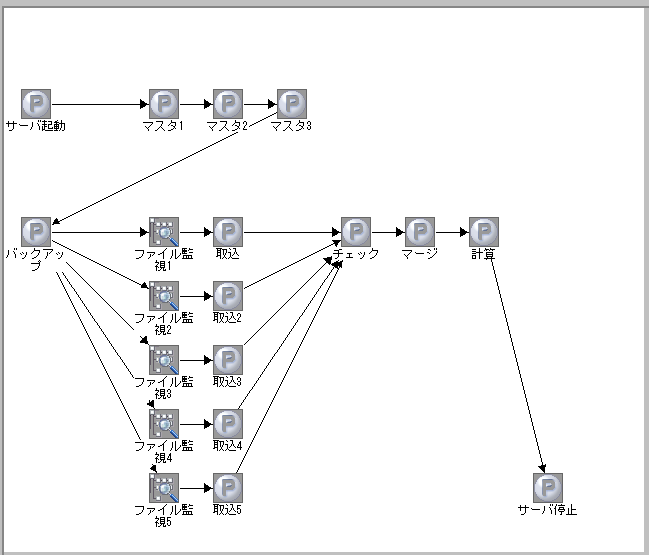 サーバ起動
マスタ1
マスタ2
マスタ3
バックアッ
プ
ファイル監
視1
取込
チェック
マージ
計算
ファイル監
視2
取込2
ファイル監
視3
取込3
ファイル監
視4
取込4
ファイル監
視5
取込5
サーバ停止